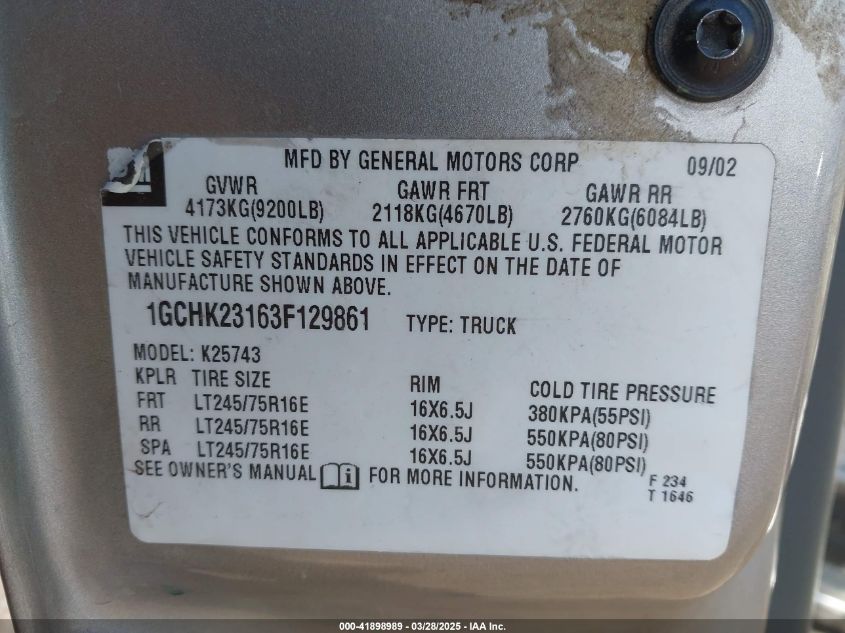 MFD BY GENERAL MOTORS CORP 09/02
GVWR GAWR FRT GAWR RR
4173KG(9200LB) 2118KG(4670LB) 2760KG(6084LB)
THIS VEHICLE CONFORMS TO ALL APPLICABLE U.S. FEDERAL MOTOR
VEHICLE SAFETY STANDARDS IN EFFECT ON THE DATE OF
MANUFACTURE SHOWN ABOVE.
1GCHK23163F129861 TYPE: TRUCK
MODEL: K25743
KPLR TIRE SIZE RIM COLD TIRE PRESSURE
FRT LT245/75R16E 16X6.5J 380KPA(55PSI)
RR LT245/75R16E 16X6.5J 550KPA(80PSI)
SPA LT245/75R16E 16X6.5J 550KPA(80PSI)
SEE OWNER'S MANUAL i FOR MORE INFORMATION.
F 234
T 1646
000-41898989 - 03/28/2025 - IAA Inc.